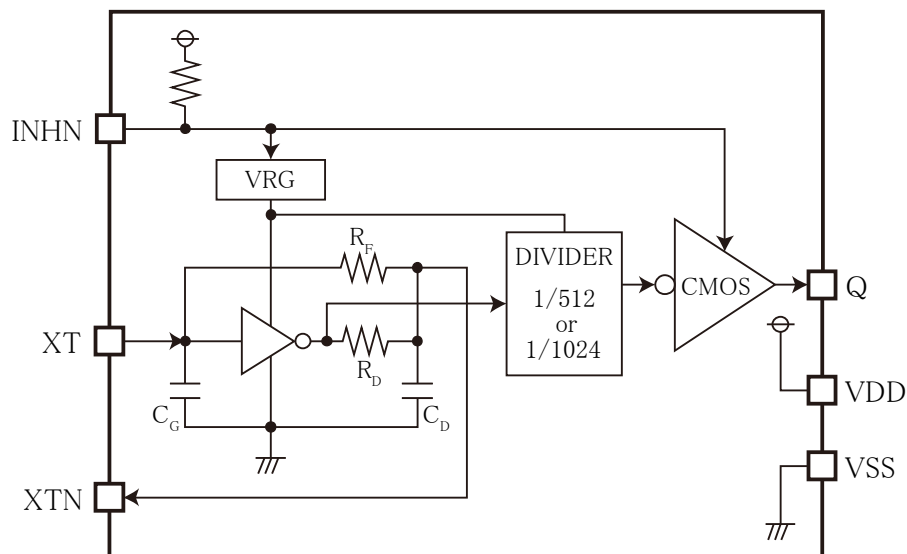 INHN
VRG
R_F
DIVIDER
1/512
or
1/1024
CMOS
Q
XT
R_D
C_G
C_D
VDD
VSS
XTN